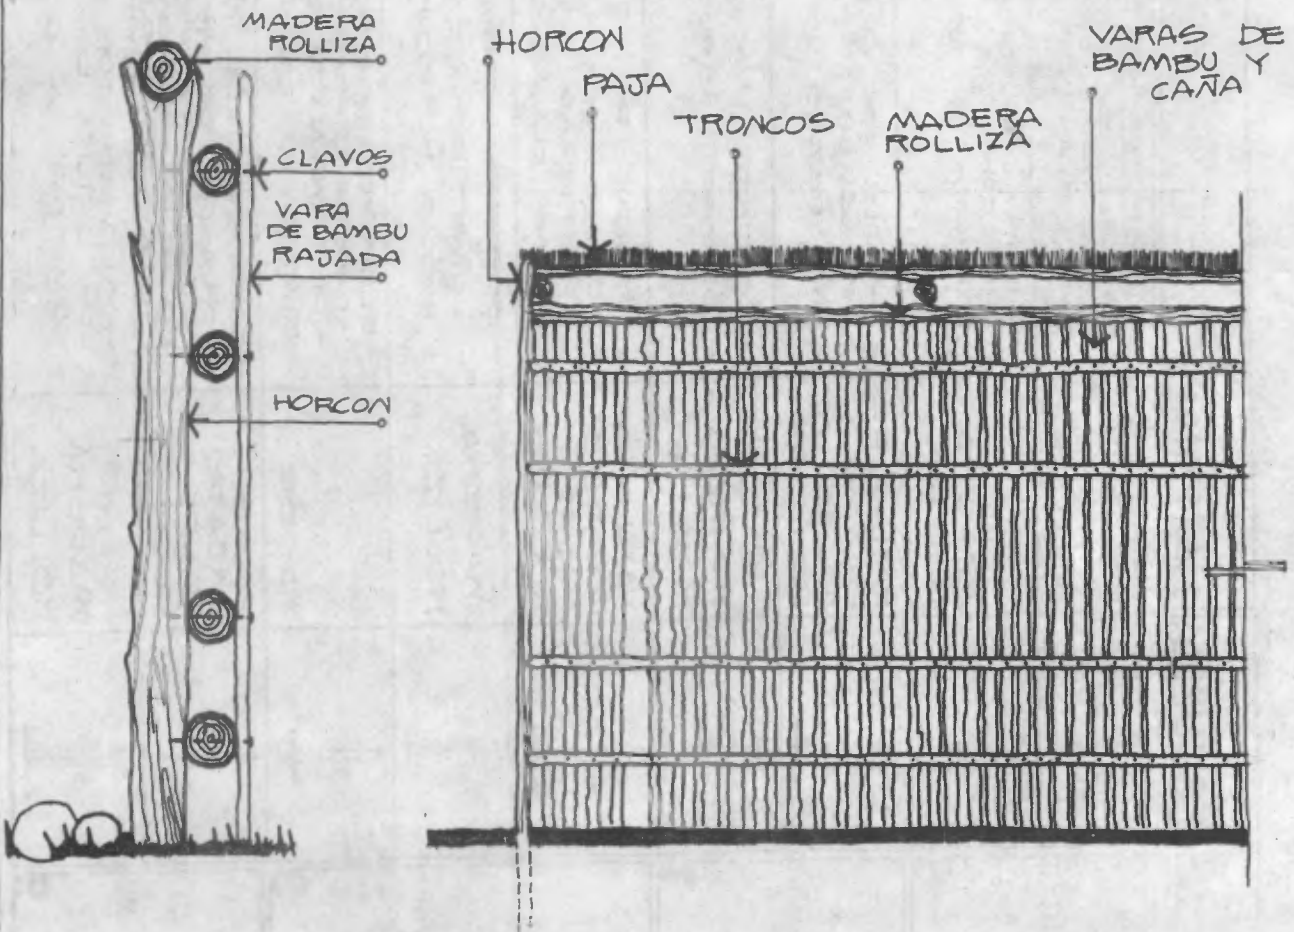 MADERA
ROLLIZA
CLAVOS
VARA
DE BAMBU
RAJADA
HORCON
HORCON
PAJA
TRONCOS
MADERA
ROLLIZA
VARAS DE
BAMBU Y
CAÑA